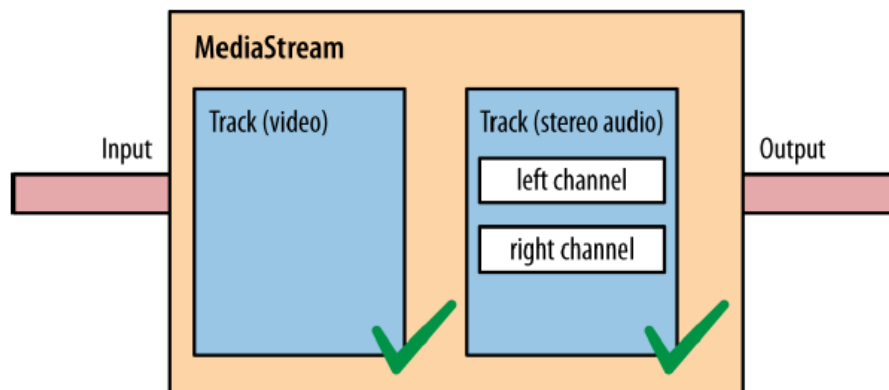 MediaStream
Track (video)
Track (stereo audio)
Input
Output
left channel
right channel